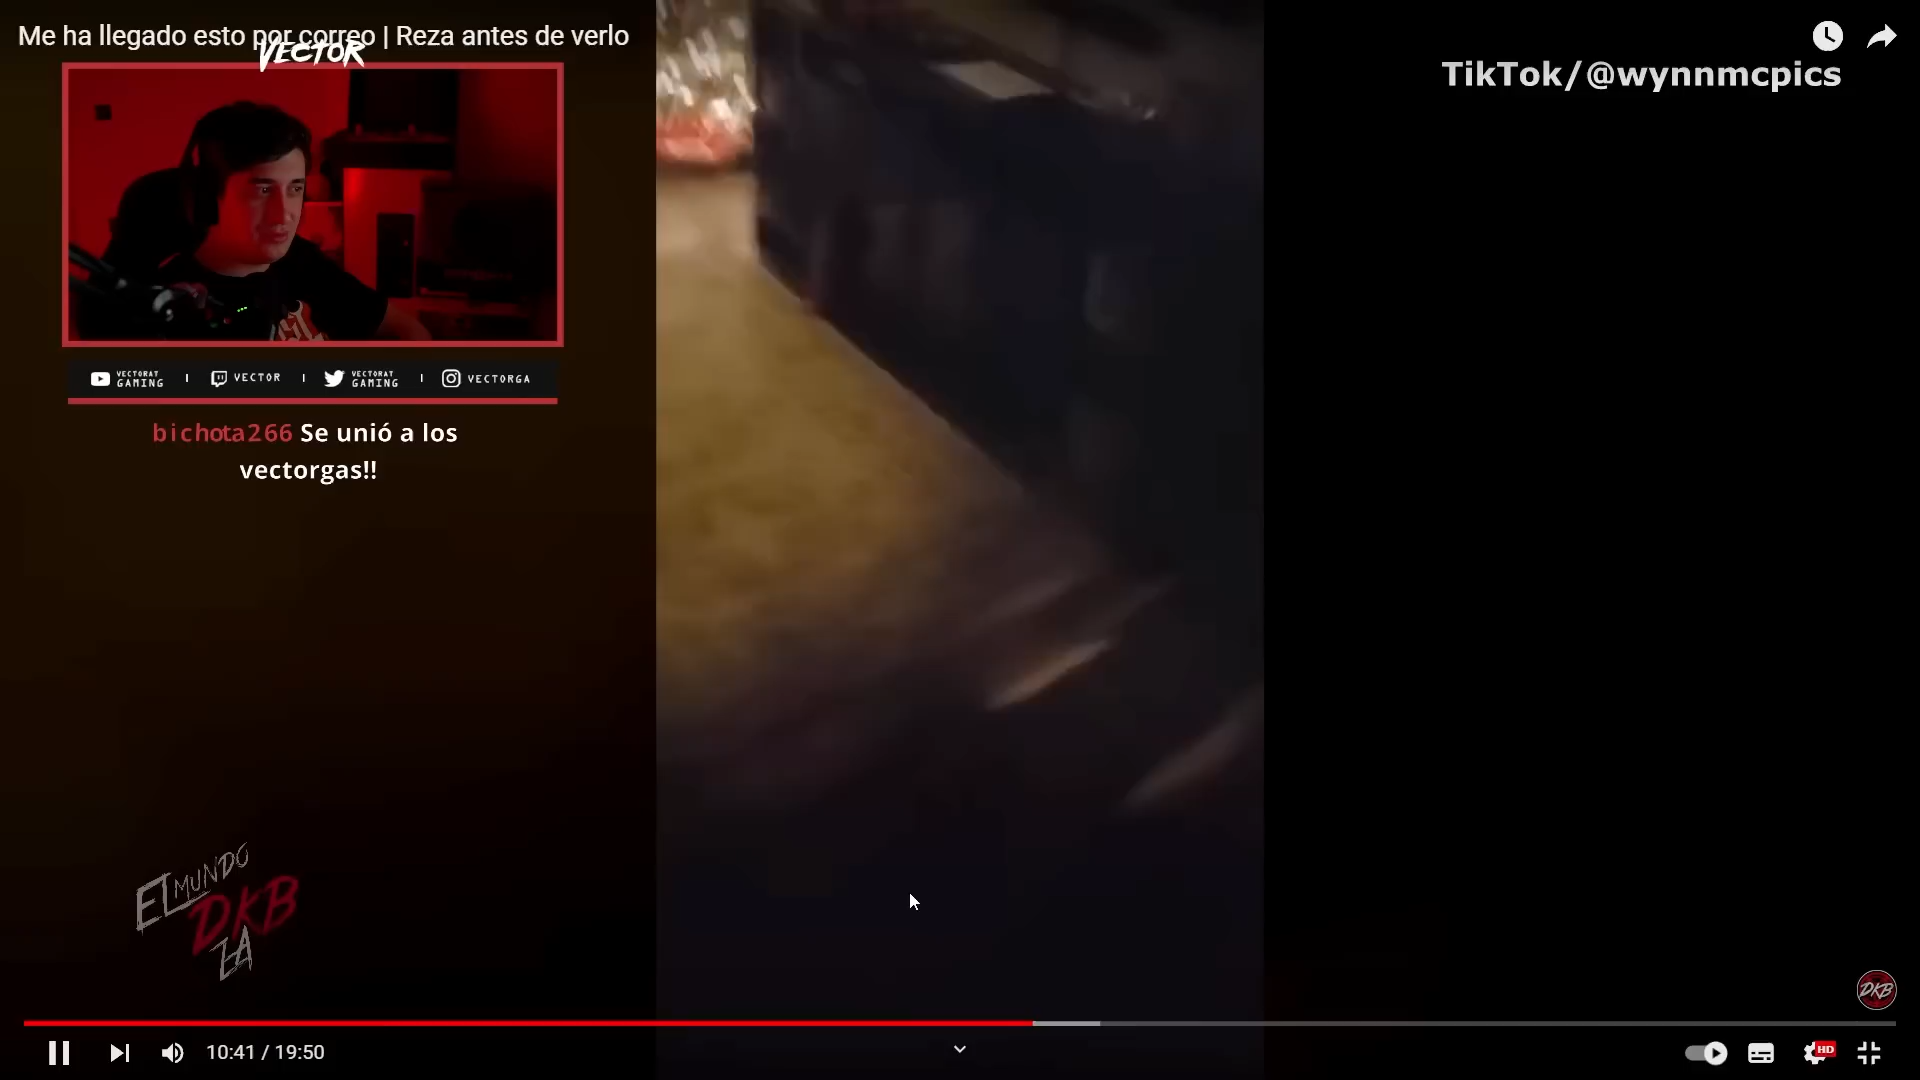 Me ha llegado esto por correo | Reza antes de verlo
VECTOR
TikTok/@wynnmcpics
VECTORAT GAMING | VECTOR | VECTORAT GAMING | VECTORGA
bichota266 Se unió a los
vectorgas!!
EL MUNDO
DKB
ZA
DKB
10:41 / 19:50
HD